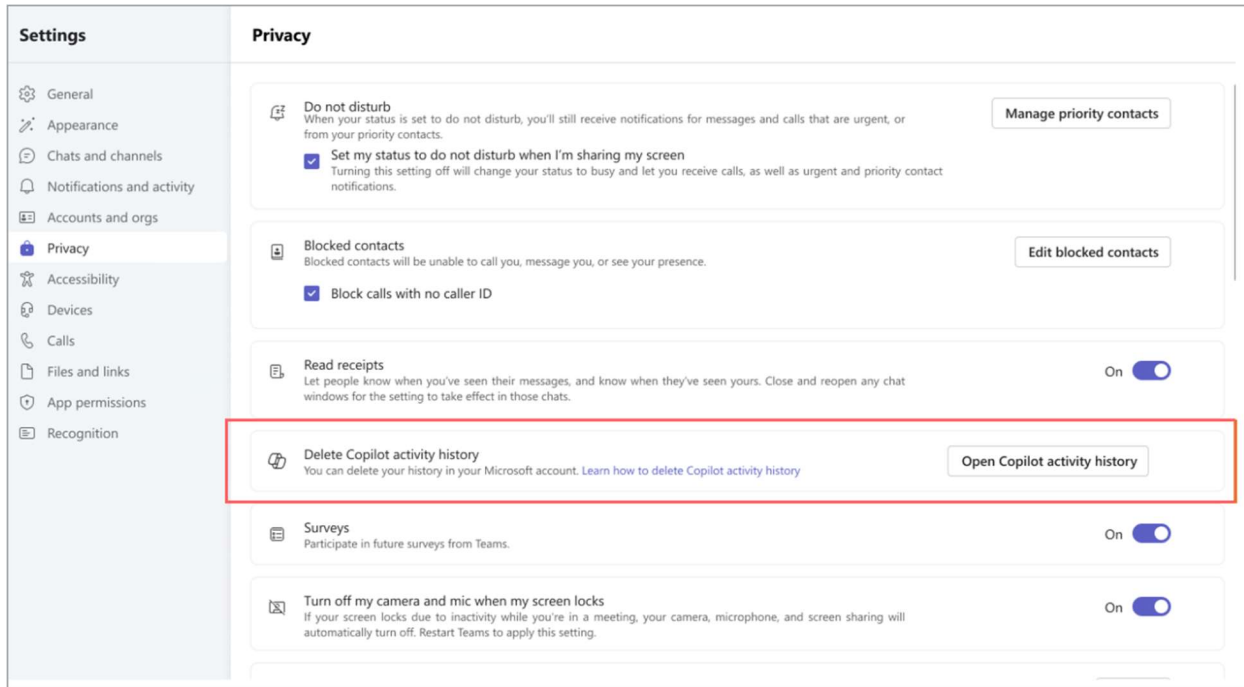 Settings
General
Appearance
Chats and channels
Notifications and activity
Accounts and orgs
Privacy
Accessibility
Devices
Calls
Files and links
App permissions
Recognition
Privacy
Do not disturb
When your status is set to do not disturb, you'll still receive notifications for messages and calls that are urgent, or
from your priority contacts.
Manage priority contacts
Set my status to do not disturb when I'm sharing my screen
Turning this setting off will change your status to busy and let you receive calls, as well as urgent and priority contact
notifications.
Blocked contacts
Blocked contacts will be unable to call you, message you, or see your presence.
Edit blocked contacts
Block calls with no caller ID
Read receipts
Let people know when you've seen their messages, and know when they've seen yours. Close and reopen any chat
windows for the setting to take effect in those chats.
On
Delete Copilot activity history
You can delete your history in your Microsoft account. Learn how to delete Copilot activity history
Open Copilot activity history
Surveys
Participate in future surveys from Teams.
On
Turn off my camera and mic when my screen locks
If your screen locks due to inactivity while you're in a meeting, your camera, microphone, and screen sharing will
automatically turn off. Restart Teams to apply this setting.
On